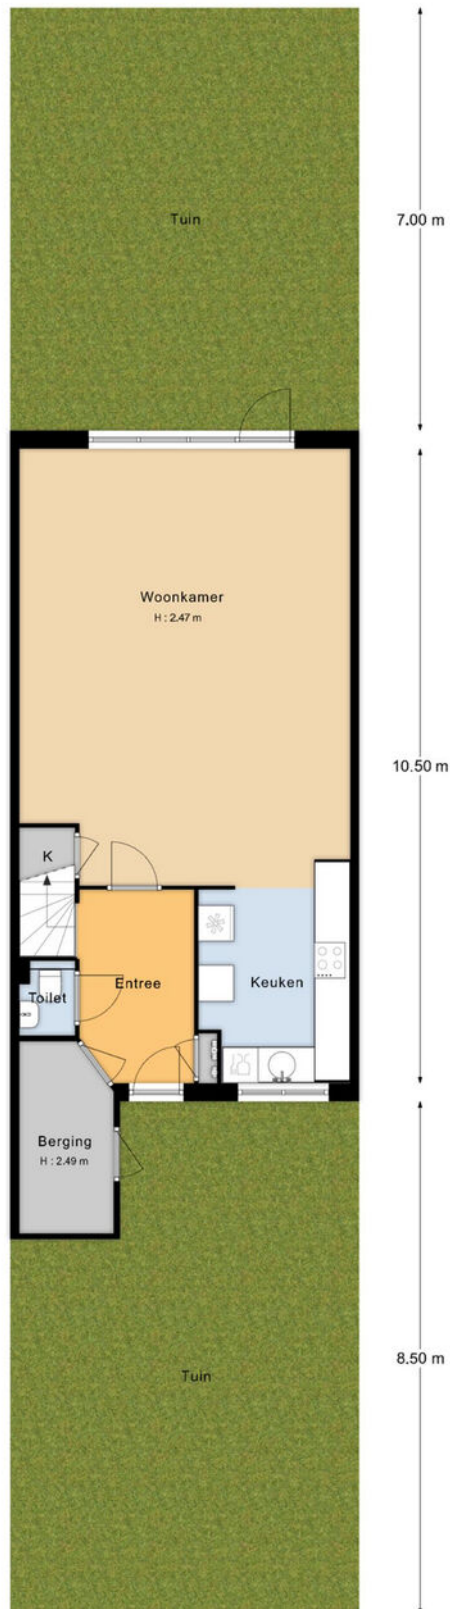 Tuin
7.00 m
Woonkamer
H : 2.47 m
10.50 m
K
Toilet
Entree
Keuken
Berging
H : 2.49 m
8.50 m
Tuin